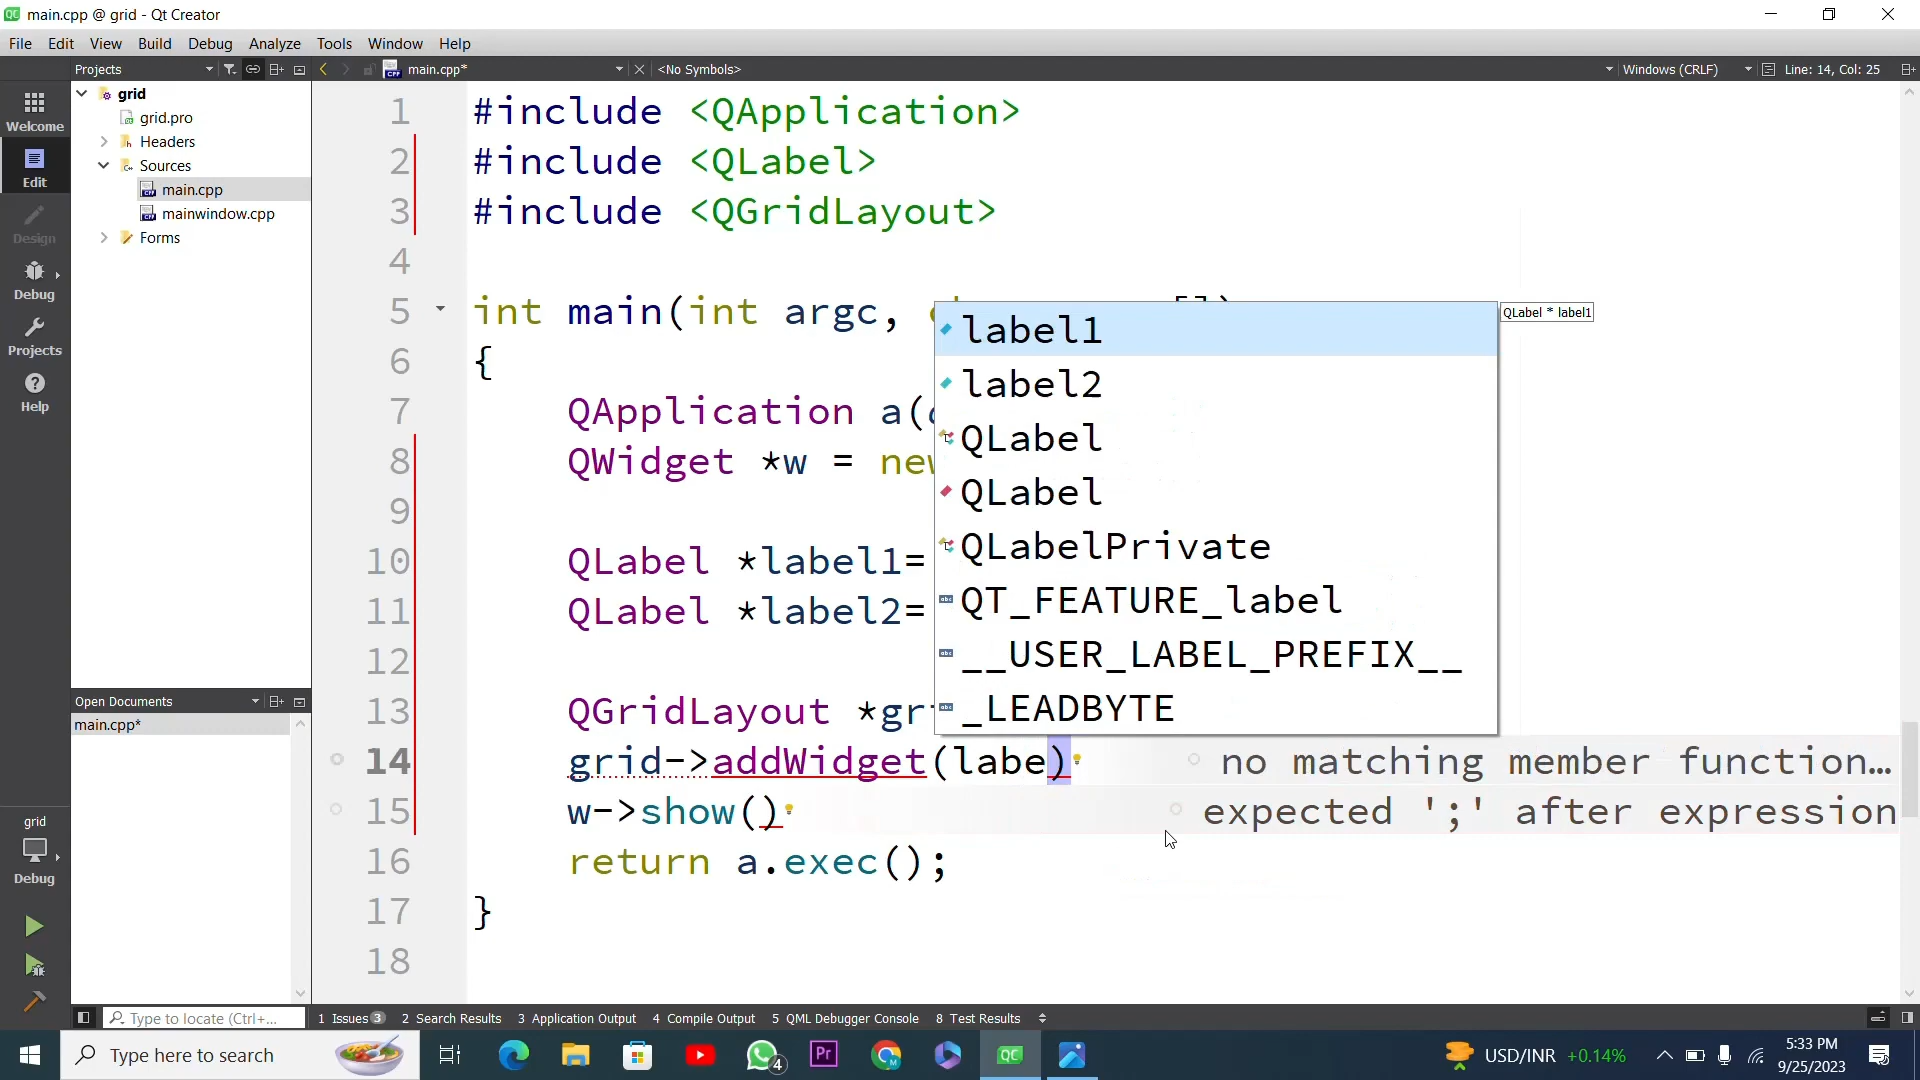 main.cpp @ grid - Qt Creator
File Edit View Build Debug Analyze Tools Window Help
Projects main.cpp* <No Symbols> Windows (CRLF) Line: 14, Col: 25
Welcome
Edit
Design
Debug
Projects
Help
grid
Debug
grid
grid.pro
Headers
Sources
main.cpp
mainwindow.cpp
Forms
Open Documents
main.cpp*
1 #include <QApplication>
2 #include <QLabel>
3 #include <QGridLayout>
4
5 int main(int argc,
6 {
7 QApplication a(
8 QWidget *w = new
9
10 QLabel *label1=
11 QLabel *label2=
12
13 QGridLayout *gri
14 grid->addWidget(labe) no matching member function…
15 w->show() expected ';' after expression
16 return a.exec();
17 }
18
label1
label2
QLabel
QLabel
QLabelPrivate
QT_FEATURE_label
__USER_LABEL_PREFIX__
_LEADBYTE
QLabel * label1
Type to locate (Ctrl+... 1 Issues 3 2 Search Results 3 Application Output 4 Compile Output 5 QML Debugger Console 8 Test Results
Type here to search 4 Pr QC USD/INR +0.14% 5:33 PM
9/25/2023